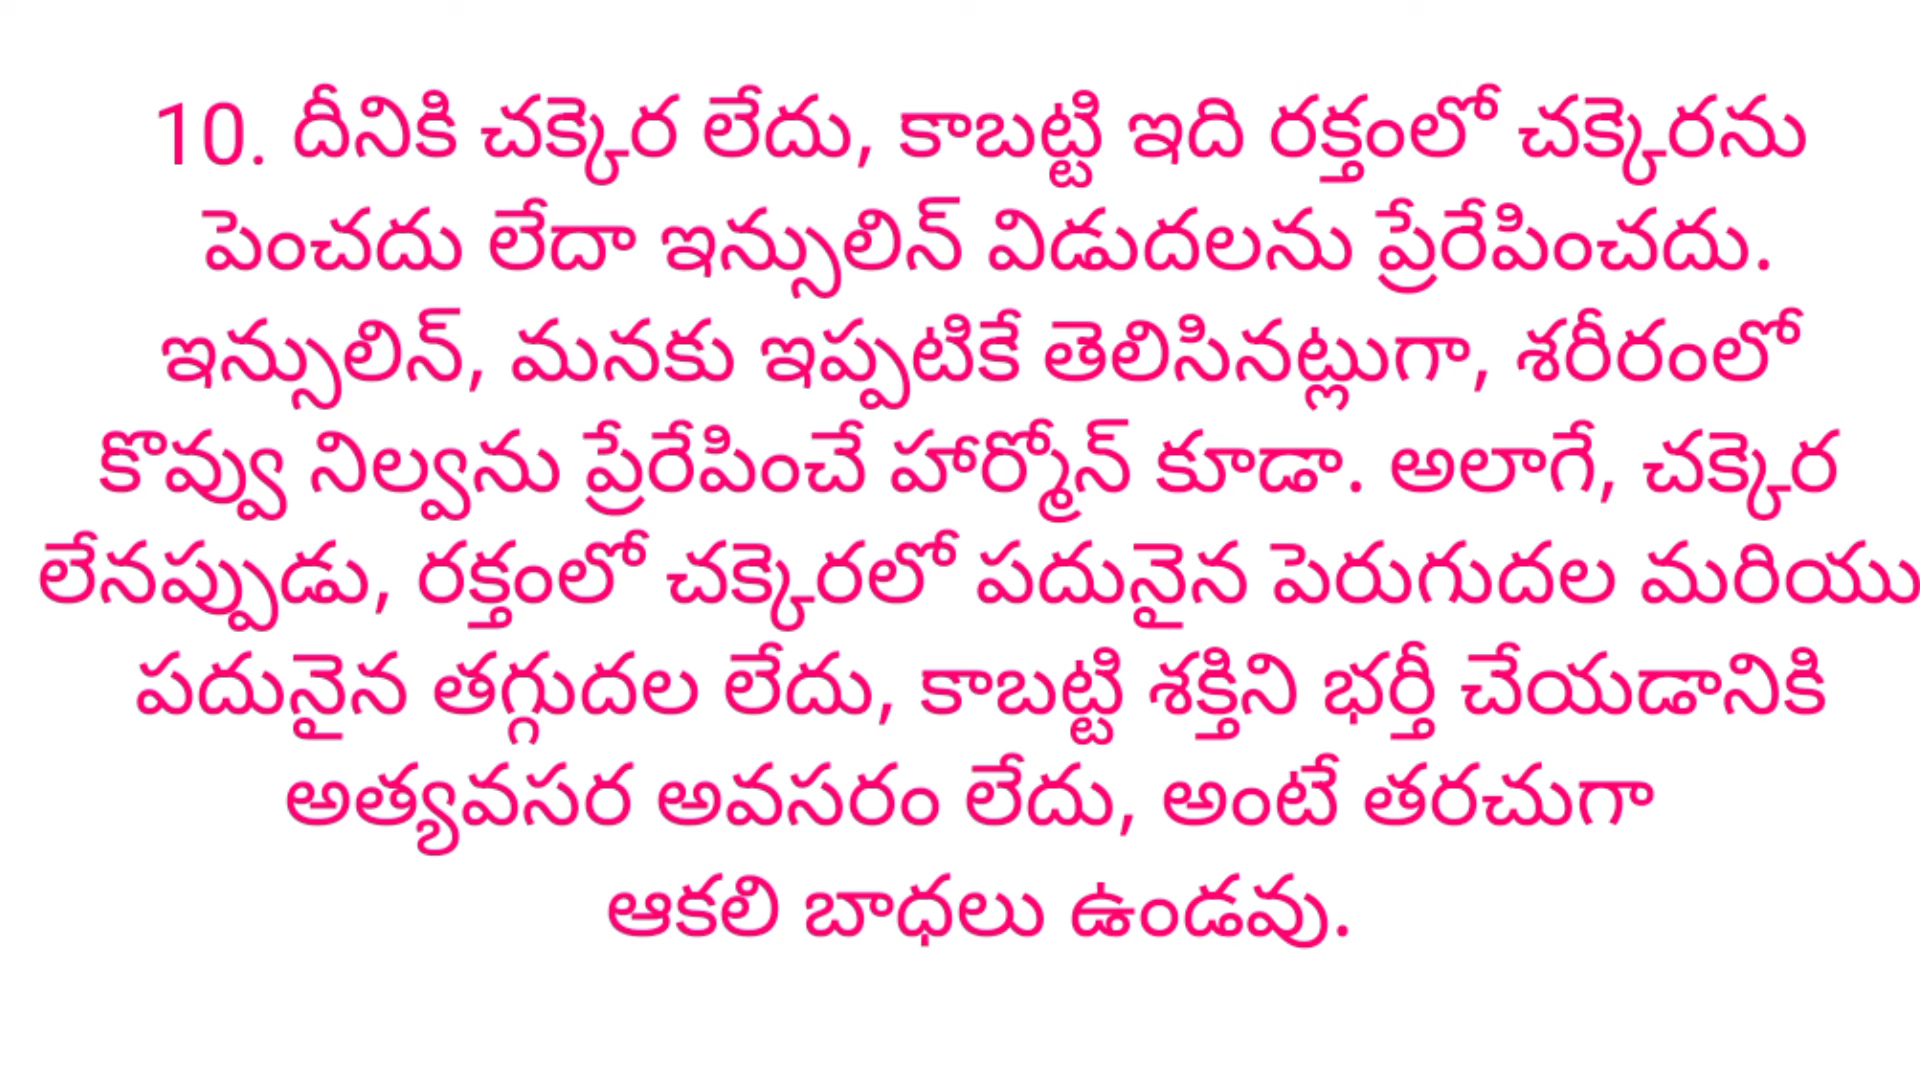 10. దీనికి చక్కెర లేదు, కాబట్టి ఇది రక్తంలో చక్కెరను
పెంచదు లేదా ఇన్సులిన్ విడుదలను ప్రేరేపించదు.
ఇన్సులిన్, మనకు ఇప్పటికే తెలిసినట్లుగా, శరీరంలో
కొవ్వు నిల్వను ప్రేరేపించే హార్మోన్ కూడా. అలాగే, చక్కెర
లేనప్పుడు, రక్తంలో చక్కెరలో పదునైన పెరుగుదల మరియు
పదునైన తగ్గుదల లేదు, కాబట్టి శక్తిని భర్తీ చేయడానికి
అత్యవసర అవసరం లేదు, అంటే తరచుగా
ఆకలి బాధలు ఉండవు.